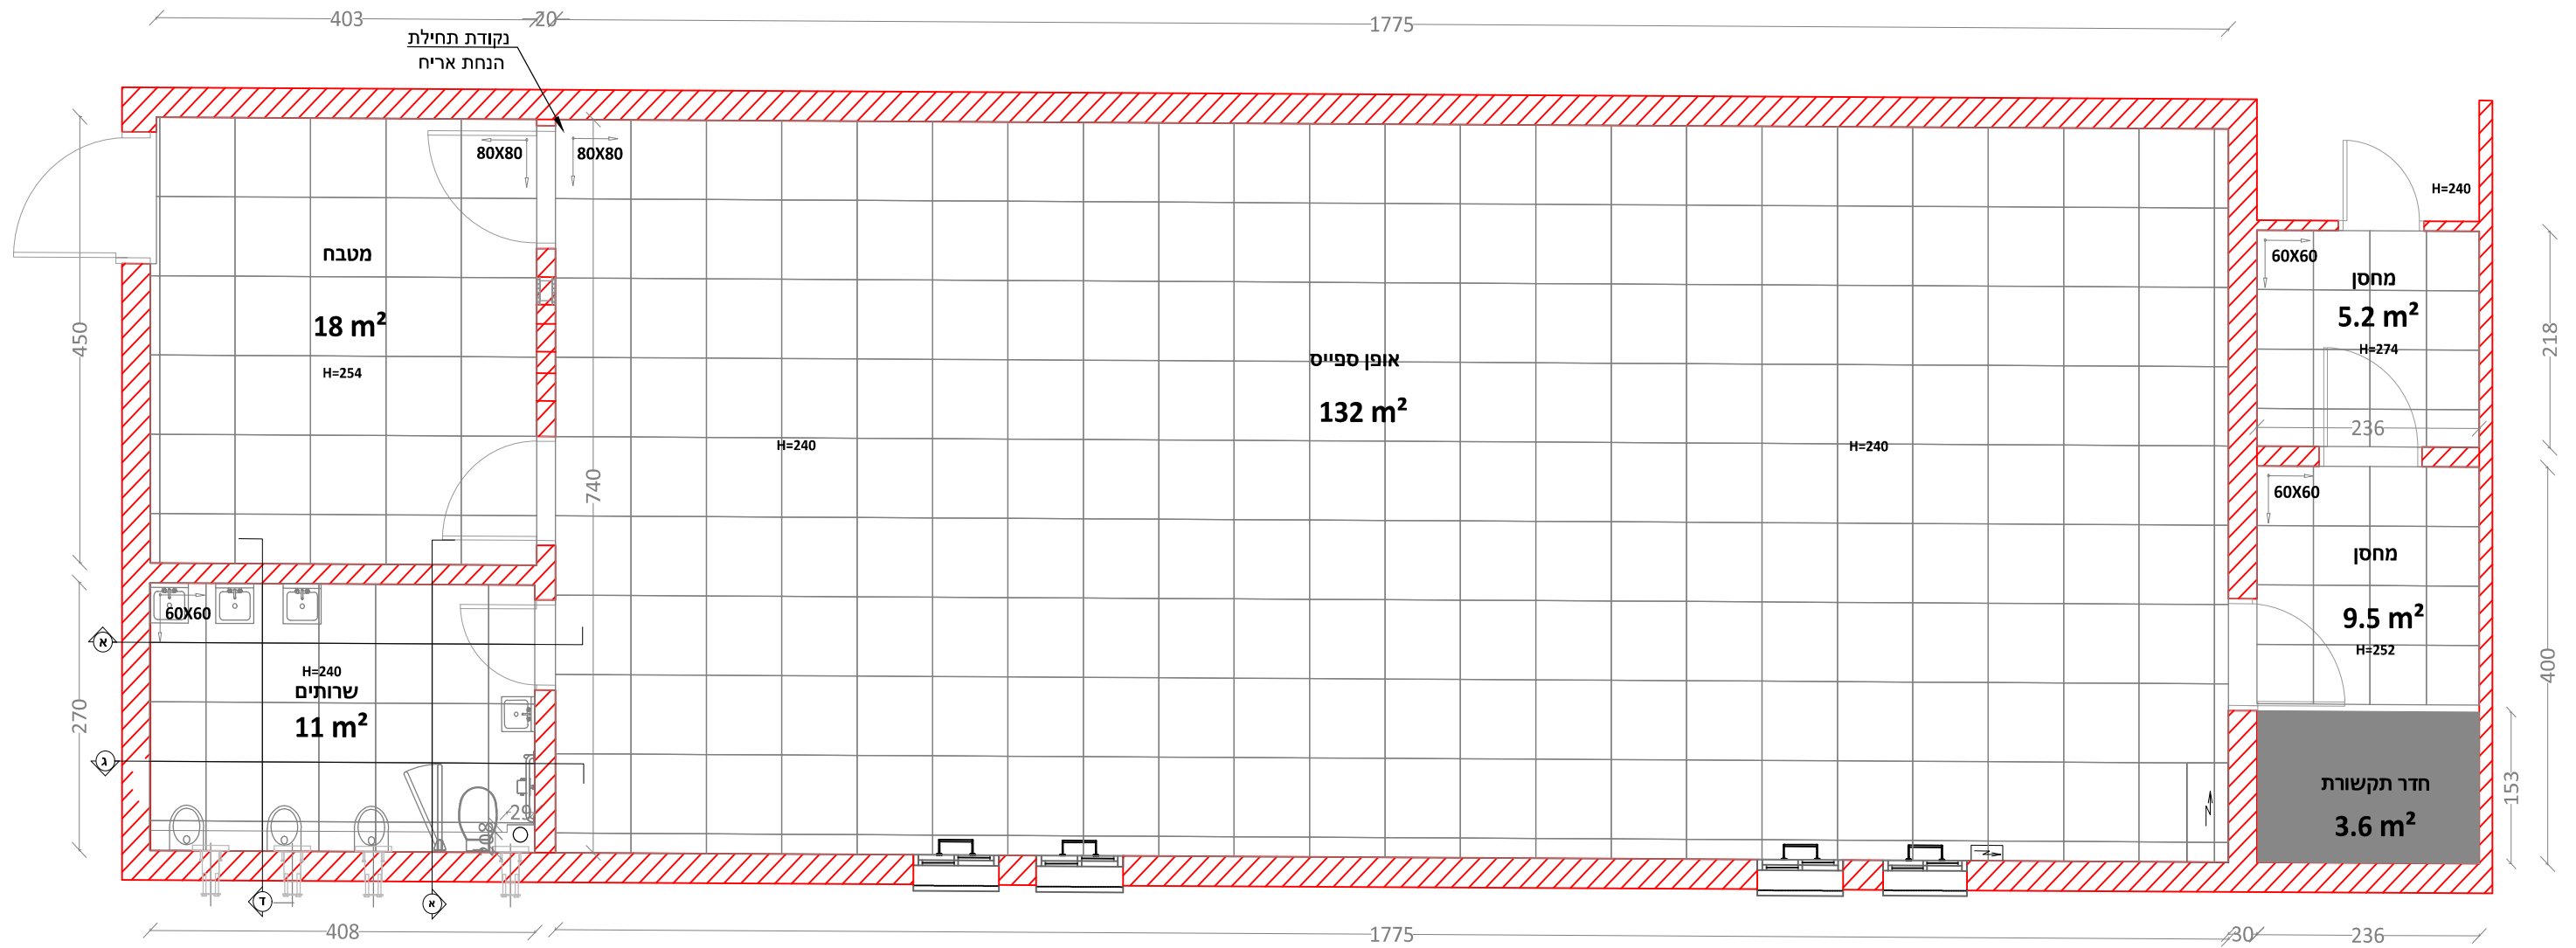 403
20
1775
נקודת תחילת
הנחת אריח
80X80
80X80
H=240
60X60
מטבח
18 m²
H=254
450
אופן ספייס
132 m²
H=240
H=240
740
מחסן
5.2 m²
H=274
218
236
60X60
מחסן
9.5 m²
H=252
400
60X60
H=240
שרותים
11 m²
270
א
ג
29
808
חדר תקשורת
3.6 m²
153
ד
א
408
1775
30
236